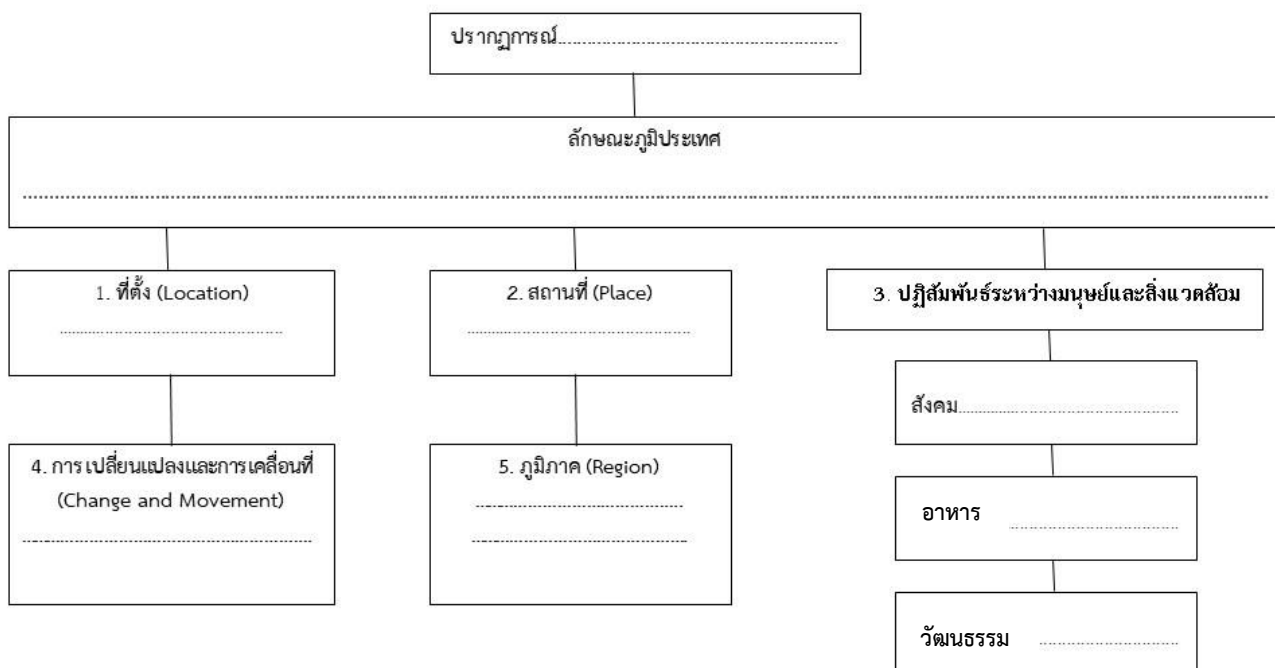 ปรากฏการณ์................................................................
ลักษณะภูมิประเทศ
................................................................................................................................
1. ที่ตั้ง (Location)
................................................
2. สถานที่ (Place)
................................................
3. ปฏิสัมพันธ์ระหว่างมนุษย์และสิ่งแวดล้อม
สังคม................................................
4. การเปลี่ยนแปลงและการเคลื่อนที่
(Change and Movement)
................................................
5. ภูมิภาค (Region)
................................................
................................................
อาหาร ................................................
วัฒนธรรม ................................................